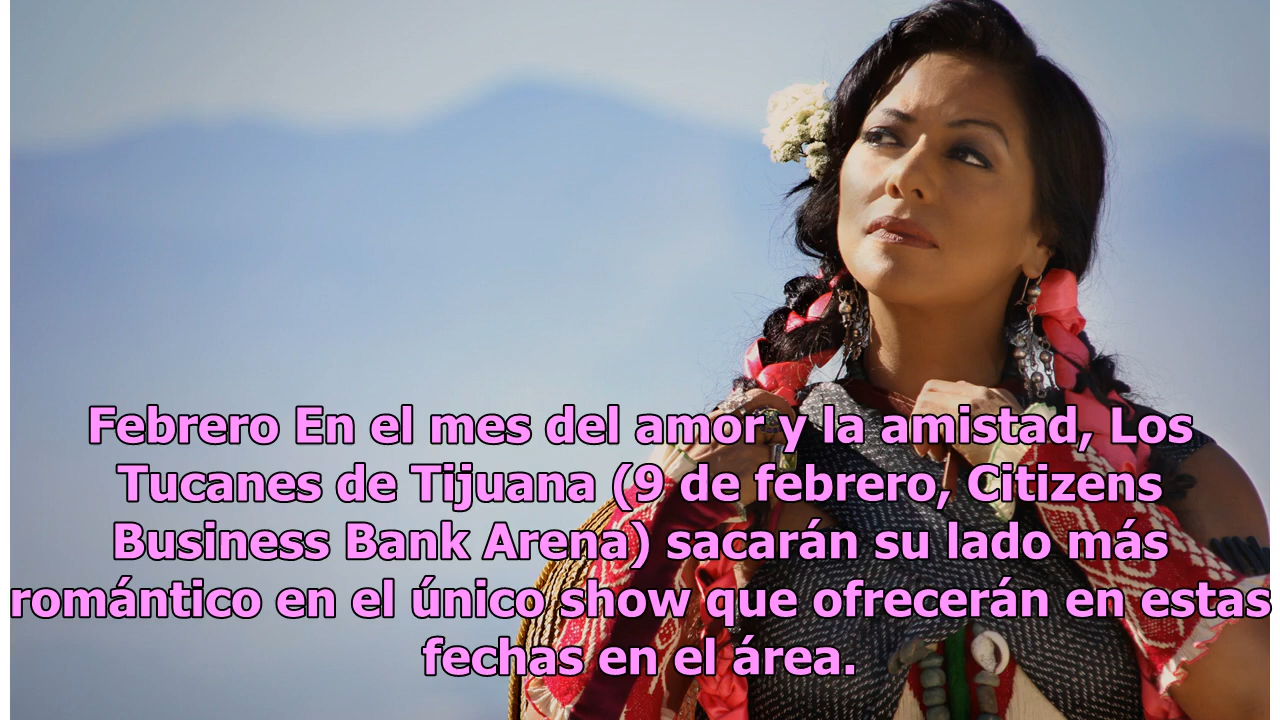 Febrero En el mes del amor y la amistad, Los
Tucanes de Tijuana (9 de febrero, Citizens
Business Bank Arena) sacarán su lado más
romántico en el único show que ofrecerán en estas
fechas en el área.